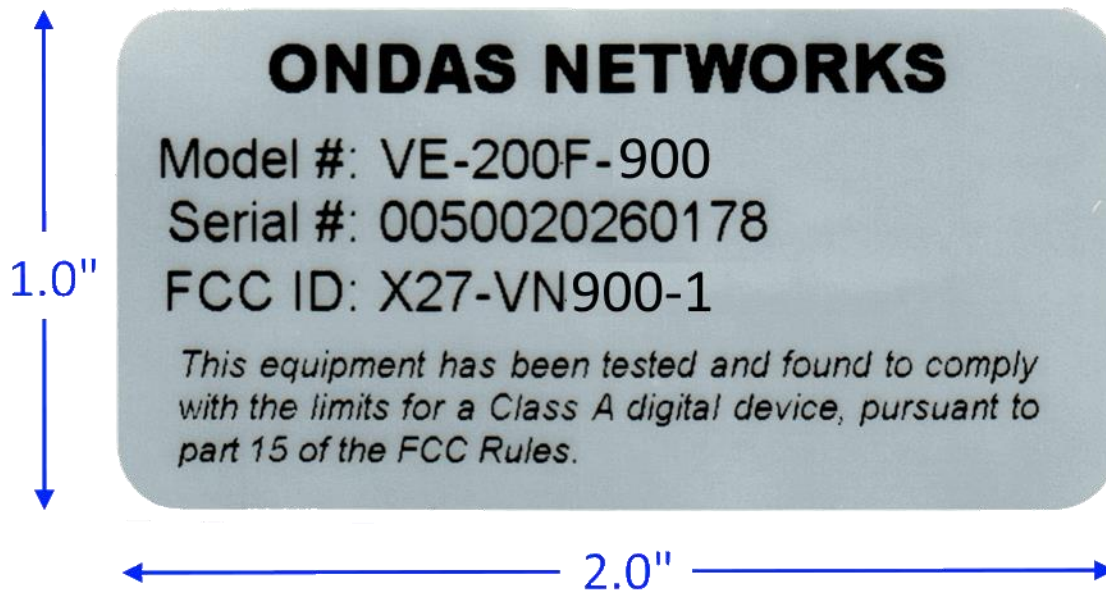 ONDAS NETWORKS
Model #: VE-200F-900
Serial #: 0050020260178
FCC ID: X27-VN900-1
This equipment has been tested and found to comply
with the limits for a Class A digital device, pursuant to
part 15 of the FCC Rules.
1.0"
2.0"